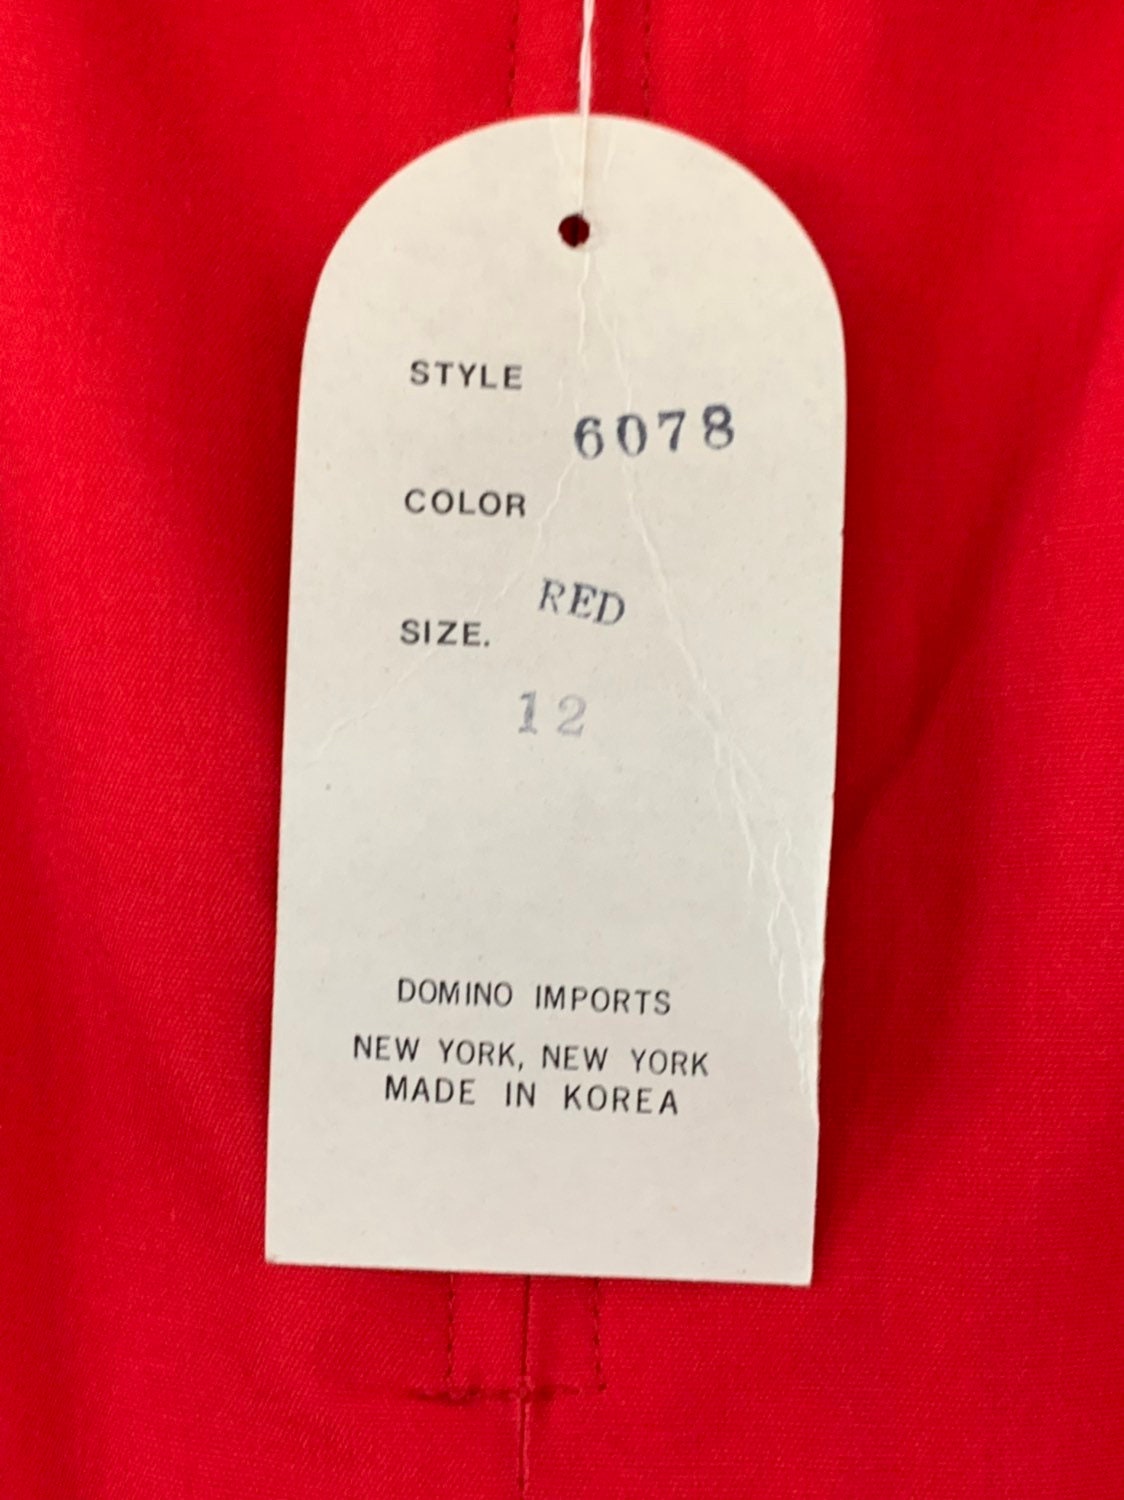 STYLE
6078
COLOR
RED
SIZE.
12
DOMINO IMPORTS
NEW YORK, NEW YORK
MADE IN KOREA